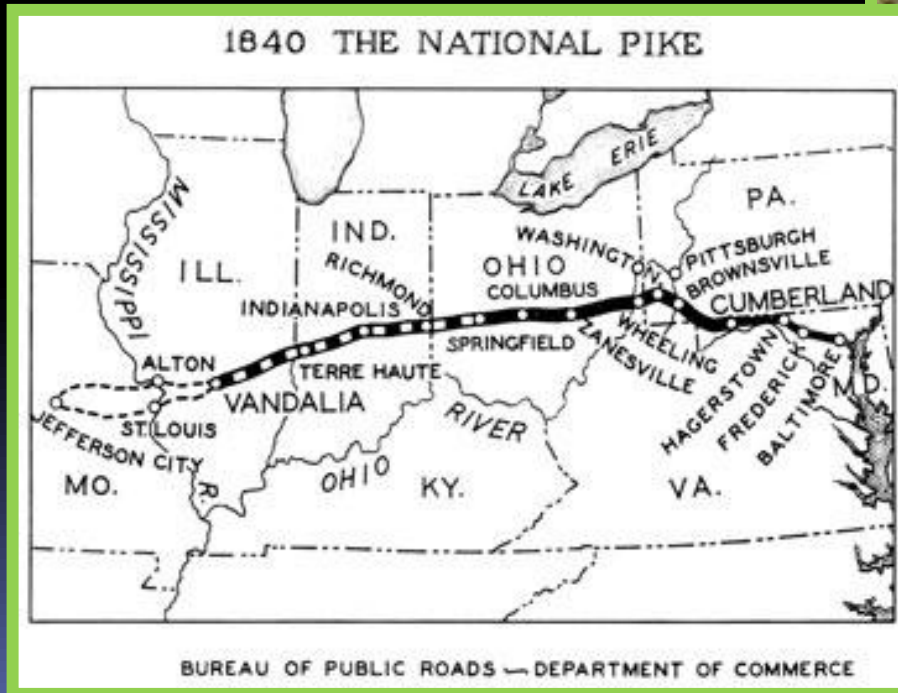 1840 THE NATIONAL PIKE
LAKE ERIE
PA.
MISSISSIPPI
IND.
WASHINGTON
PITTSBURGH
ILL.
RICHMOND
OHIO
BROWNSVILLE
COLUMBUS
CUMBERLAND
INDIANAPOLIS
WHEELING
SPRINGFIELD
ZANESVILLE
ALTON
TERRE HAUTE
HAGERSTOWN
FREDERICK
BALTIMORE
MD.
VANDALIA
ST. LOUIS
JEFFERSON CITY
OHIO RIVER
MO.
R.
KY.
VA.
BUREAU OF PUBLIC ROADS — DEPARTMENT OF COMMERCE